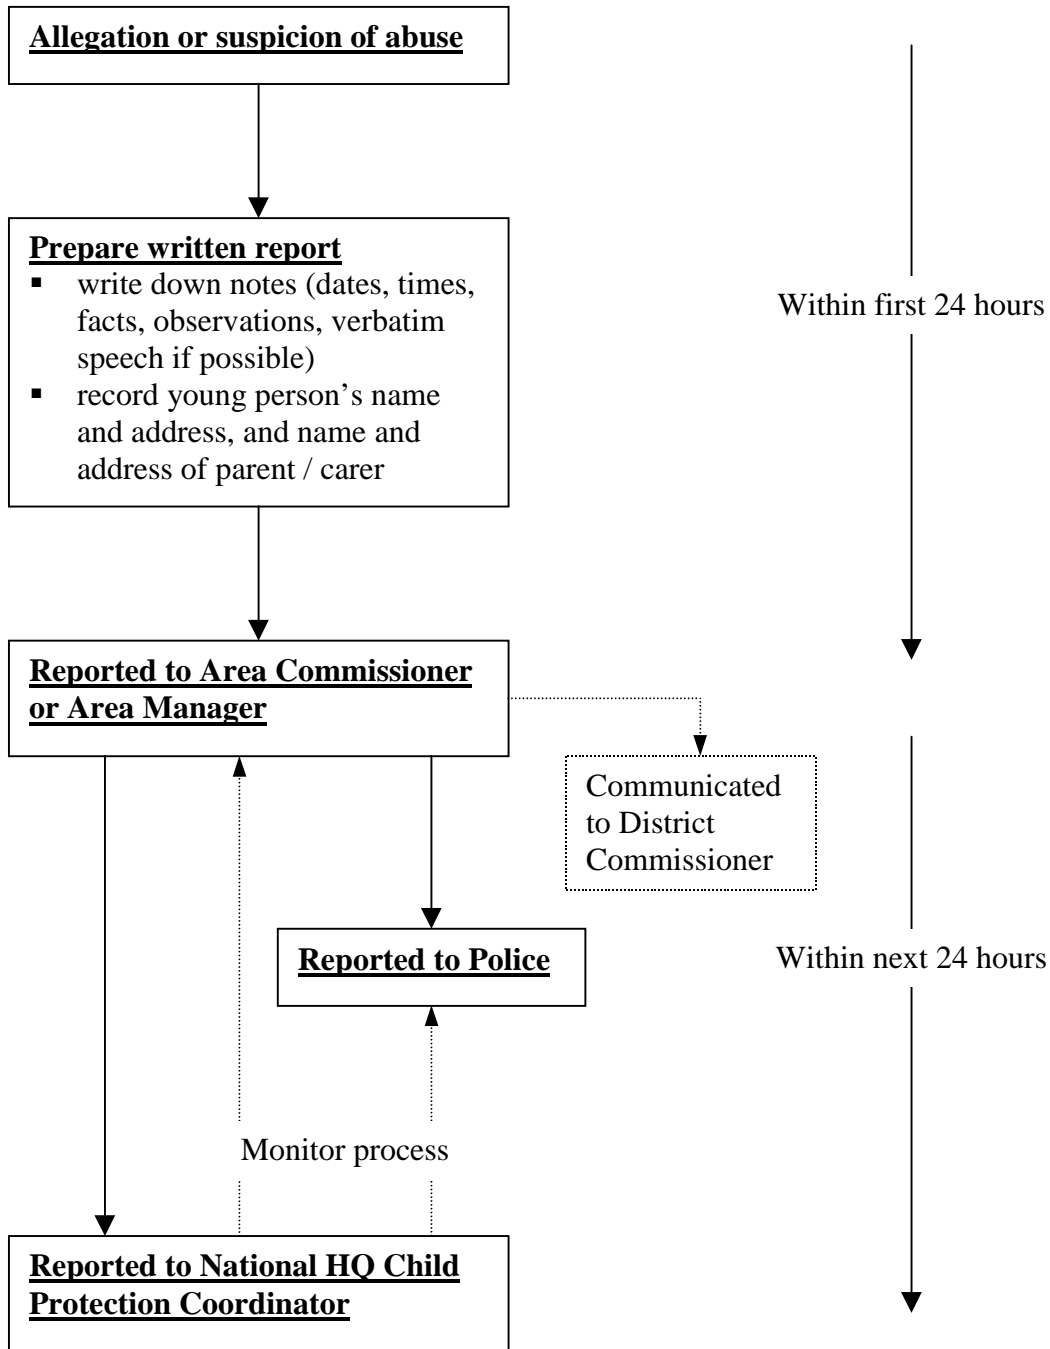 Allegation or suspicion of abuse
Prepare written report
▪ write down notes (dates, times,
facts, observations, verbatim
speech if possible)
▪ record young person’s name
and address, and name and
address of parent / carer
Within first 24 hours
Reported to Area Commissioner
or Area Manager
Communicated
to District
Commissioner
Reported to Police
Within next 24 hours
Monitor process
Reported to National HQ Child
Protection Coordinator